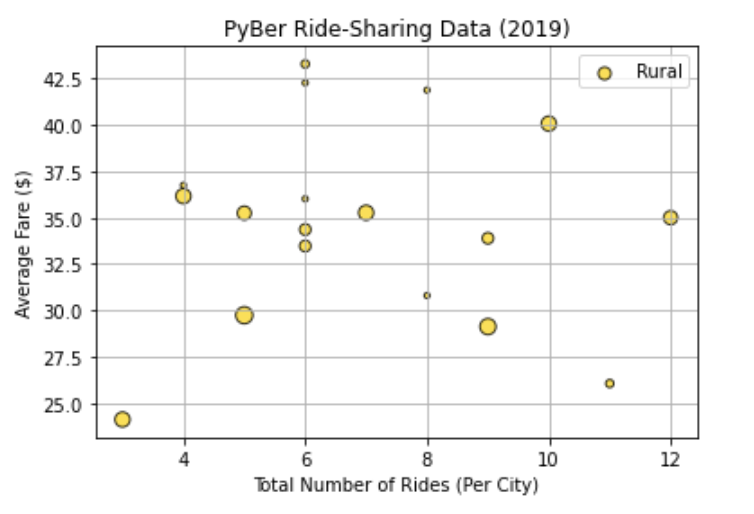 PyBer Ride-Sharing Data (2019)
Rural
42.5
40.0
37.5
35.0
32.5
30.0
27.5
25.0
Average Fare ($)
4 6 8 10 12
Total Number of Rides (Per City)